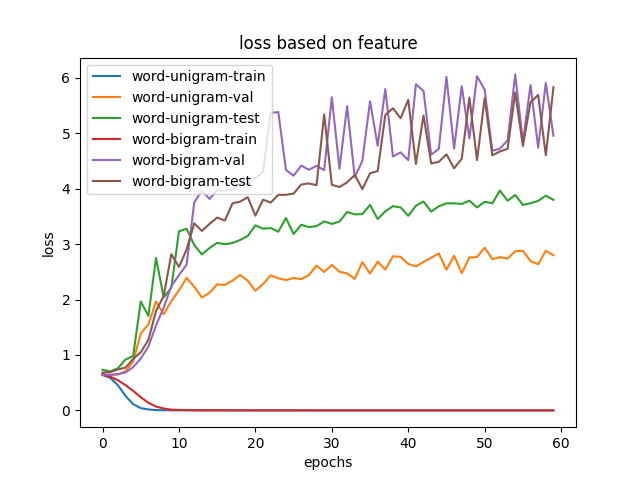 loss based on feature
word-unigram-train
word-unigram-val
word-unigram-test
word-bigram-train
word-bigram-val
word-bigram-test
loss
6
5
4
3
2
1
0
0 10 20 30 40 50 60
epochs